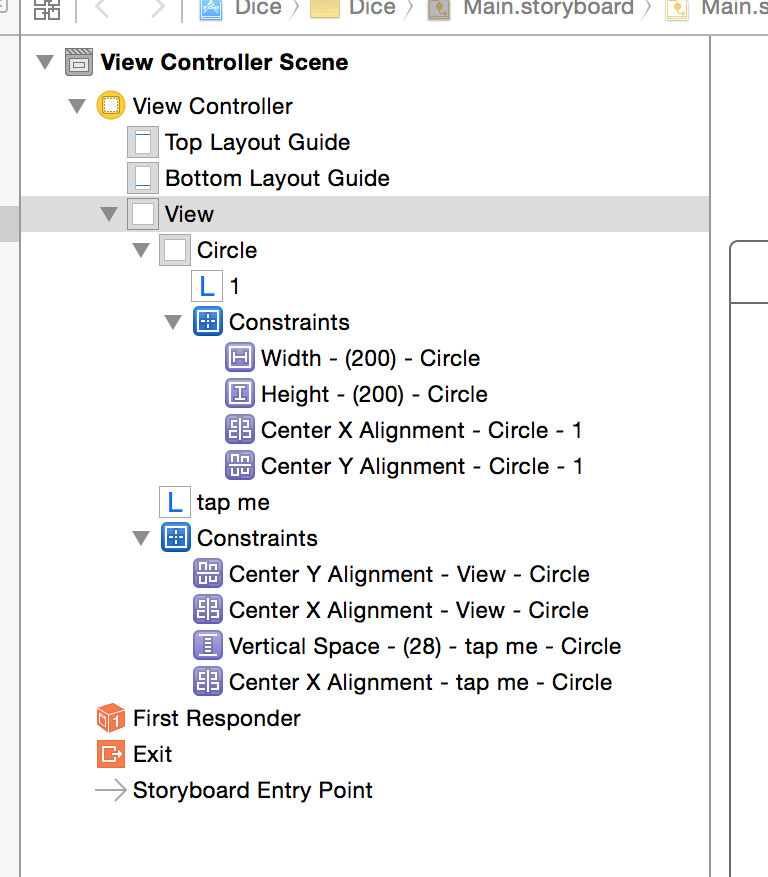 Dice Dice Main.storyboard Main.s
View Controller Scene
View Controller
Top Layout Guide
Bottom Layout Guide
View
Circle
L 1
Constraints
Width - (200) - Circle
Height - (200) - Circle
Center X Alignment - Circle - 1
Center Y Alignment - Circle - 1
L tap me
Constraints
Center Y Alignment - View - Circle
Center X Alignment - View - Circle
Vertical Space - (28) - tap me - Circle
Center X Alignment - tap me - Circle
1 First Responder
Exit
Storyboard Entry Point